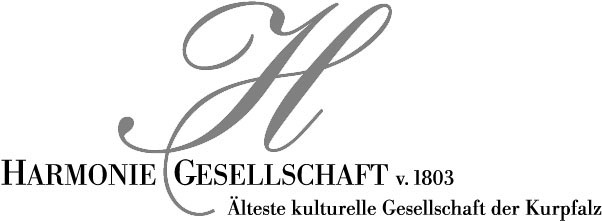 H
HARMONIE GESELLSCHAFT v. 1803
Älteste kulturelle Gesellschaft der Kurpfalz